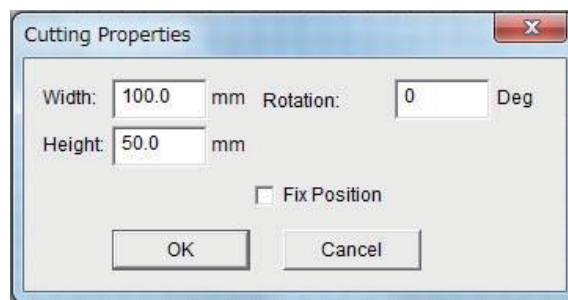 Cutting Properties
Width: 100.0 mm Rotation: 0 Deg
Height: 50.0 mm
Fix Position
OK Cancel